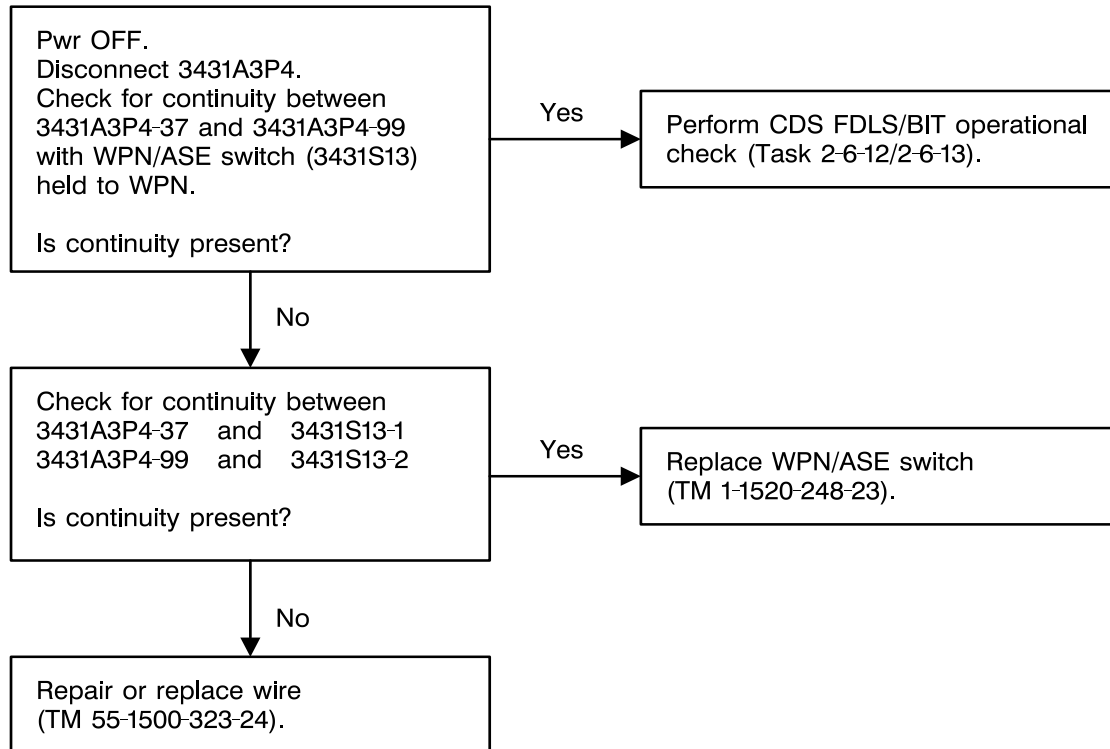 Pwr OFF.
Disconnect 3431A3P4.
Check for continuity between
3431A3P4-37 and 3431A3P4-99
with WPN/ASE switch (3431S13)
held to WPN.
Is continuity present?
Yes
Perform CDS FDLS/BIT operational
check (Task 2-6-12/2-6-13).
No
Check for continuity between
3431A3P4-37 and 3431S13-1
3431A3P4-99 and 3431S13-2
Is continuity present?
Yes
Replace WPN/ASE switch
(TM 1-1520-248-23).
No
Repair or replace wire
(TM 55-1500-323-24).